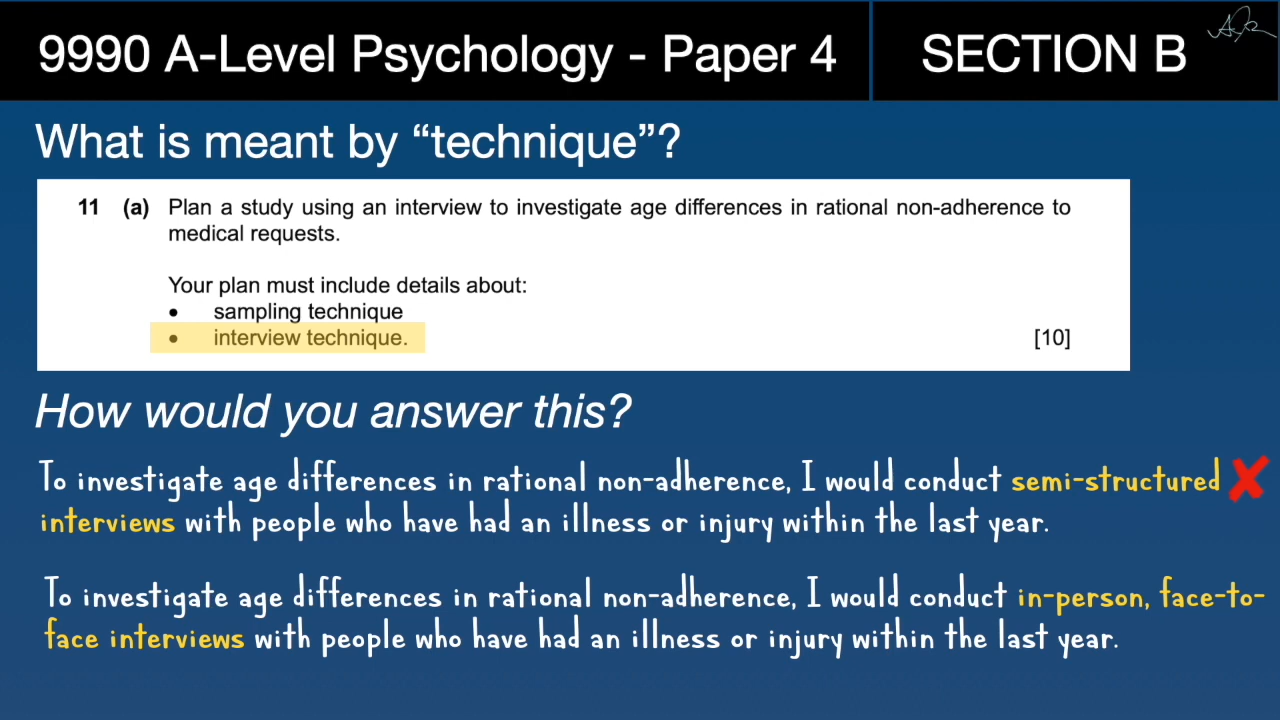 9990 A-Level Psychology - Paper 4
SECTION B
What is meant by “technique”?
11 (a) Plan a study using an interview to investigate age differences in rational non-adherence to
medical requests.
Your plan must include details about:
• sampling technique
• interview technique. [10]
How would you answer this?
To investigate age differences in rational non-adherence, I would conduct semi-structured
interviews with people who have had an illness or injury within the last year.
To investigate age differences in rational non-adherence, I would conduct in-person, face-to-
face interviews with people who have had an illness or injury within the last year.